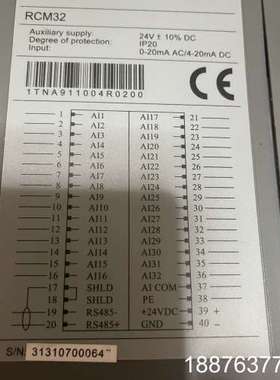 RCM32
Auxiliary supply: 24V ± 10% DC
Degree of protection: IP20
Input: 0-20mA AC/4-20mA DC
1TNA911004R0200
CE
1 AI1 AI17 21
2 AI2 AI18 22
3 AI3 AI19 23
4 AI4 AI20 24
5 AI5 AI21 25
6 AI6 AI22 26
7 AI7 AI23 27
8 AI8 AI24 28
9 AI9 AI25 29
10 AI10 AI26 30
11 AI11 AI27 31
12 AI12 AI28 32
13 AI13 AI29 33
14 AI14 AI30 34
15 AI15 AI31 35
16 AI16 AI32 36
17 SHLD AI COM 37
18 SHLD PE 38
19 RS485- +24VDC 39 +
20 RS485+ GND 40 -
S/N: 31310700064
18876377